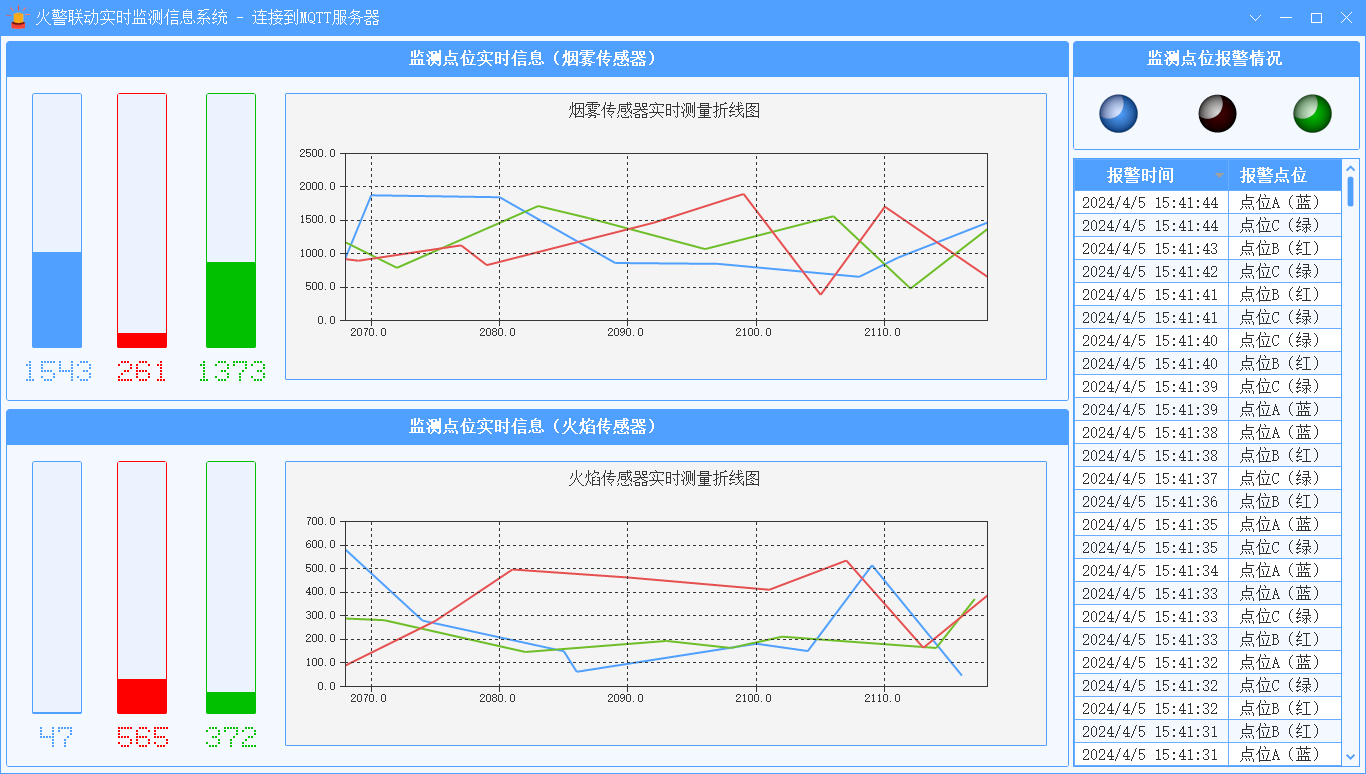 火警联动实时监测信息系统 - 连接到MQTT服务器
监测点位实时信息（烟雾传感器）
1543
261
1373
烟雾传感器实时测量折线图
2500.0
2000.0
1500.0
1000.0
500.0
0.0
2070.0 2080.0 2090.0 2100.0 2110.0
监测点位实时信息（火焰传感器）
47
565
372
火焰传感器实时测量折线图
700.0
600.0
500.0
400.0
300.0
200.0
100.0
0.0
2070.0 2080.0 2090.0 2100.0 2110.0
监测点位报警情况
报警时间 报警点位
2024/4/5 15:41:44 点位A（蓝）
2024/4/5 15:41:44 点位C（绿）
2024/4/5 15:41:43 点位B（红）
2024/4/5 15:41:42 点位C（绿）
2024/4/5 15:41:41 点位B（红）
2024/4/5 15:41:41 点位C（绿）
2024/4/5 15:41:40 点位C（绿）
2024/4/5 15:41:40 点位B（红）
2024/4/5 15:41:39 点位C（绿）
2024/4/5 15:41:39 点位A（蓝）
2024/4/5 15:41:38 点位A（蓝）
2024/4/5 15:41:38 点位B（红）
2024/4/5 15:41:37 点位C（绿）
2024/4/5 15:41:36 点位B（红）
2024/4/5 15:41:35 点位A（蓝）
2024/4/5 15:41:35 点位C（绿）
2024/4/5 15:41:34 点位A（蓝）
2024/4/5 15:41:33 点位A（蓝）
2024/4/5 15:41:33 点位C（绿）
2024/4/5 15:41:33 点位B（红）
2024/4/5 15:41:32 点位A（蓝）
2024/4/5 15:41:32 点位C（绿）
2024/4/5 15:41:32 点位B（红）
2024/4/5 15:41:31 点位B（红）
2024/4/5 15:41:31 点位A（蓝）